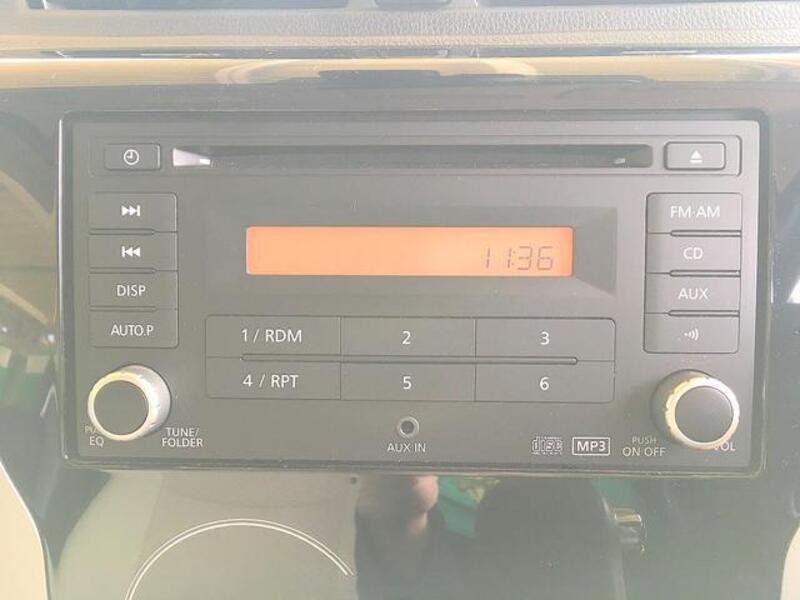 FM·AM
11:36
CD
DISP
AUX
AUTO.P
1 / RDM
2
3
4 / RPT
5
6
EQ
TUNE/
FOLDER
AUX IN
disc
MP3
PUSH
ON OFF
VOL